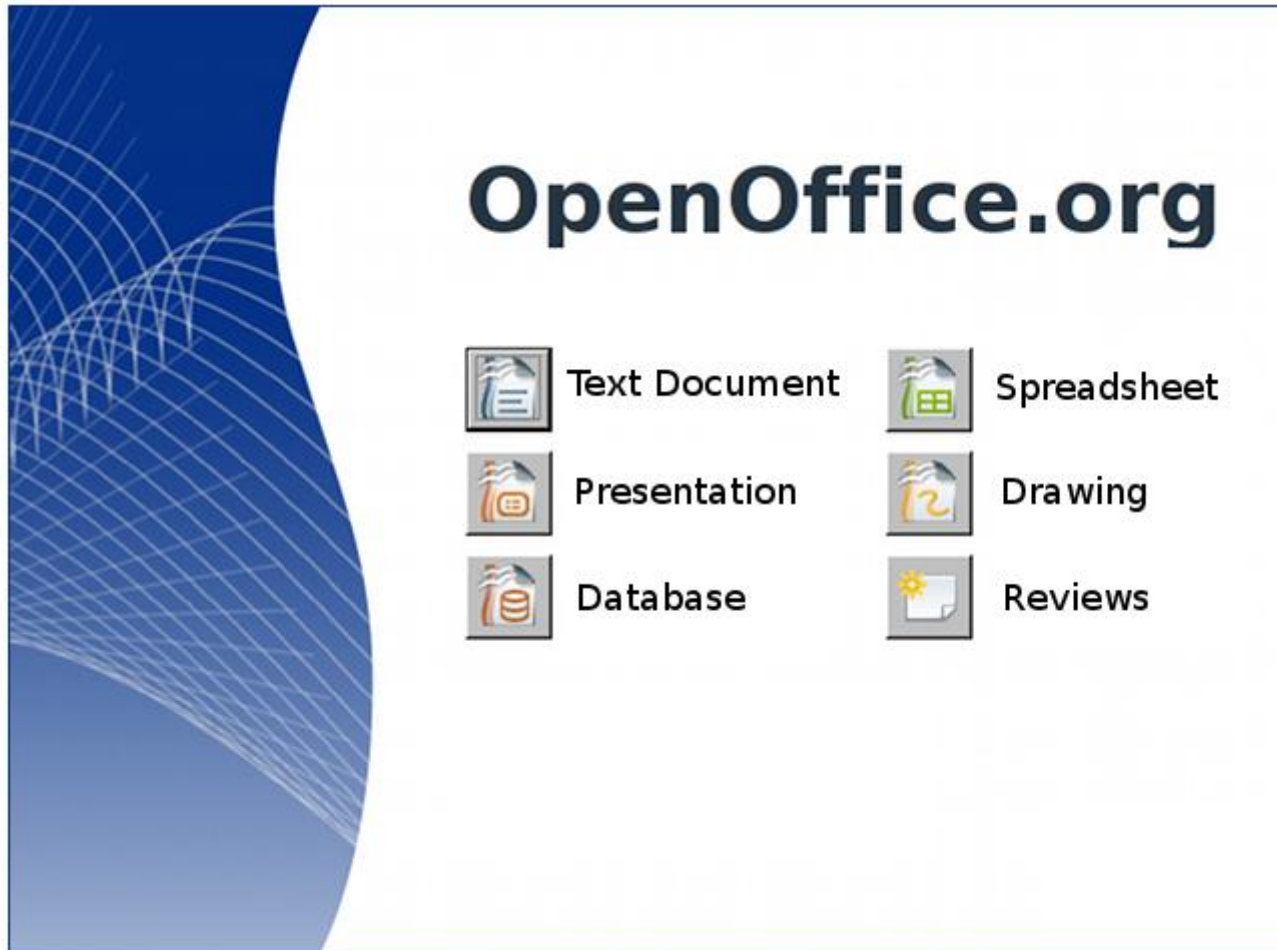 OpenOffice.org
Text Document Spreadsheet
Presentation Drawing
Database Reviews